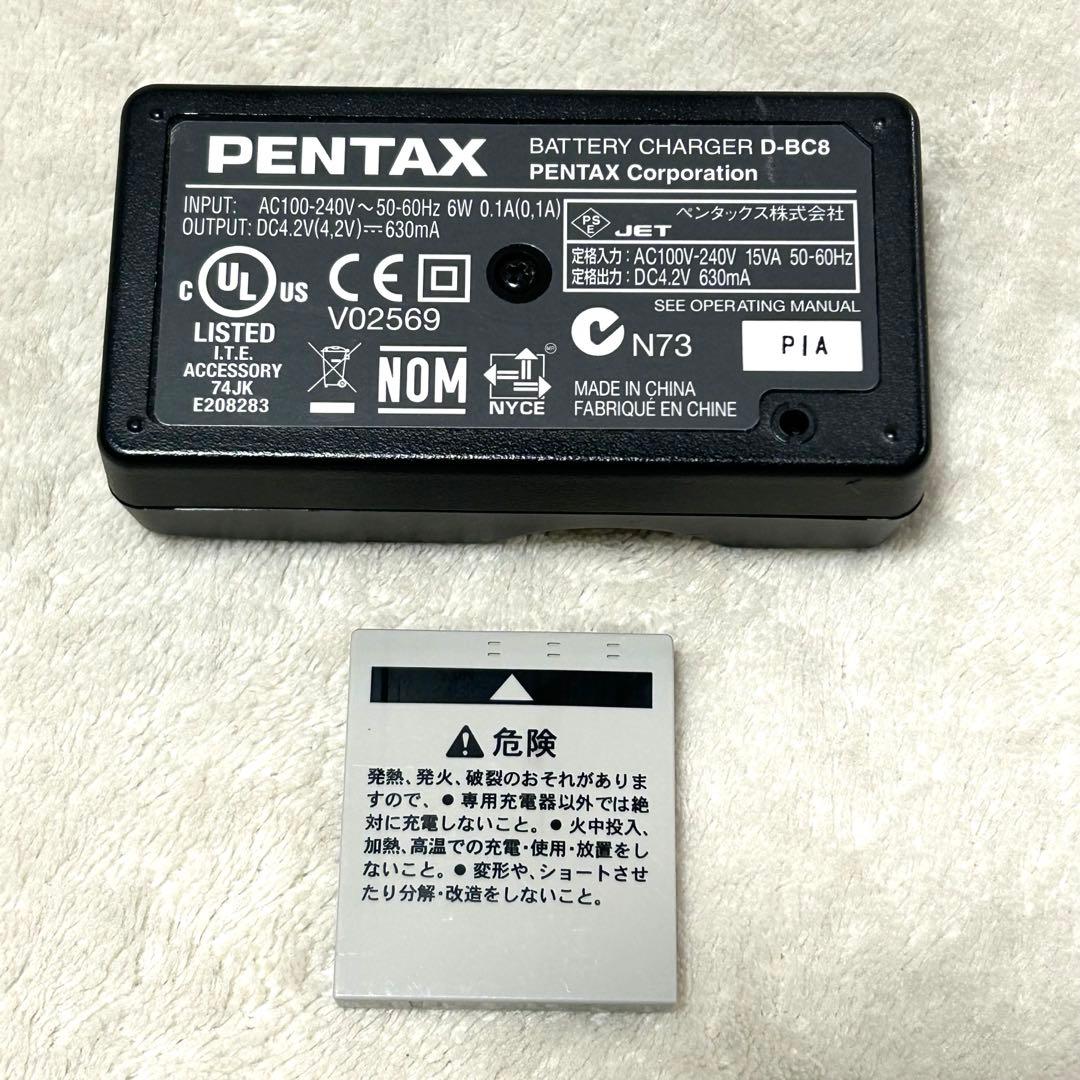 PENTAX
BATTERY CHARGER D-BC8
PENTAX Corporation
INPUT: AC100-240V～50-60Hz 6W 0.1A(0,1A)
OUTPUT: DC4.2V(4,2V)⎓630mA
PSE JET ペンタックス株式会社
定格入力：AC100V-240V 15VA 50-60Hz
定格出力：DC4.2V 630mA
SEE OPERATING MANUAL
C UL US
LISTED
I.T.E.
ACCESSORY
74JK
E208283
CE
V02569
NOM
NYCE
MR
N73
PIA
MADE IN CHINA
FABRIQUÉ EN CHINE
危険
発熱、発火、破裂のおそれがありま
すので、●専用充電器以外では絶
対に充電しないこと。●火中投入、
加熱、高温での充電・使用・放置をし
ないこと。●変形や、ショートさせ
たり分解・改造をしないこと。